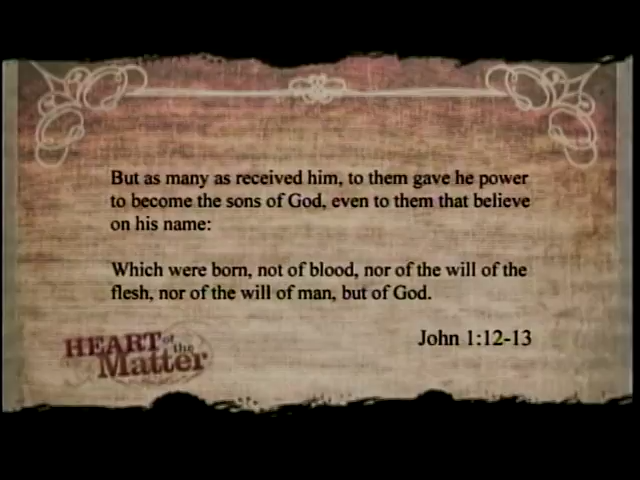 But as many as received him, to them gave he power
to become the sons of God, even to them that believe
on his name:
Which were born, not of blood, nor of the will of the
flesh, nor of the will of man, but of God.
John 1:12-13
HEART of
the
Matter